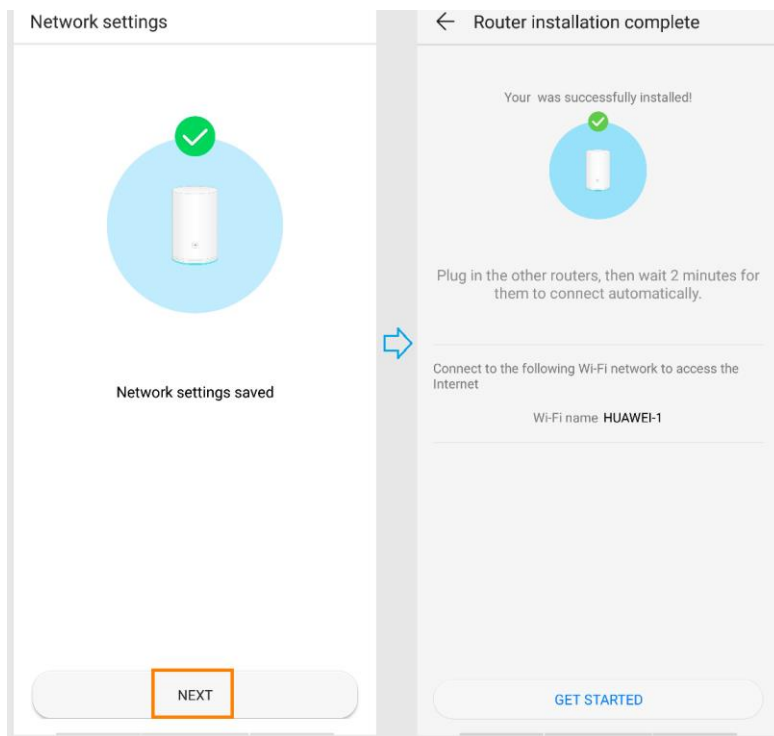 Network settings
Network settings saved
NEXT
Router installation complete
Your was successfully installed!
Plug in the other routers, then wait 2 minutes for
them to connect automatically.
Connect to the following Wi-Fi network to access the
Internet
Wi-Fi name HUAWEI-1
GET STARTED